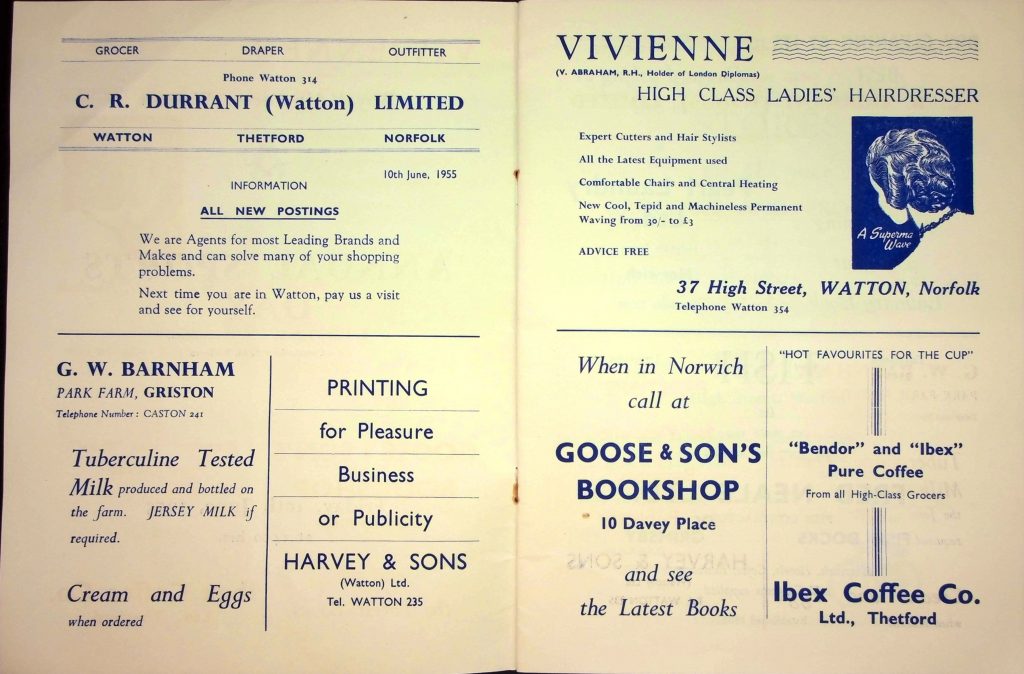 GROCER DRAPER OUTFITTER
Phone Watton 314
C. R. DURRANT (Watton) LIMITED
WATTON THETFORD NORFOLK
10th June, 1955
INFORMATION
ALL NEW POSTINGS
We are Agents for most Leading Brands and
Makes and can solve many of your shopping
problems.
Next time you are in Watton, pay us a visit
and see for yourself.
G. W. BARNHAM
PARK FARM, GRISTON
Telephone Number : CASTON 241
Tuberculine Tested
Milk produced and bottled on
the farm. JERSEY MILK if
required.
Cream and Eggs
when ordered
PRINTING
for Pleasure
Business
or Publicity
HARVEY & SONS
(Watton) Ltd.
Tel. WATTON 235
VIVIENNE
(V. ABRAHAM, R.H., Holder of London Diplomas)
HIGH CLASS LADIES' HAIRDRESSER
Expert Cutters and Hair Stylists
All the Latest Equipment used
Comfortable Chairs and Central Heating
New Cool, Tepid and Machineless Permanent
Waving from 30/- to £3
ADVICE FREE
A Superma
Wave
37 High Street, WATTON, Norfolk
Telephone Watton 354
When in Norwich
call at
GOOSE & SON'S
BOOKSHOP
10 Davey Place
and see
the Latest Books
"HOT FAVOURITES FOR THE CUP"
"Bendor" and "Ibex"
Pure Coffee
From all High-Class Grocers
Ibex Coffee Co.
Ltd., Thetford